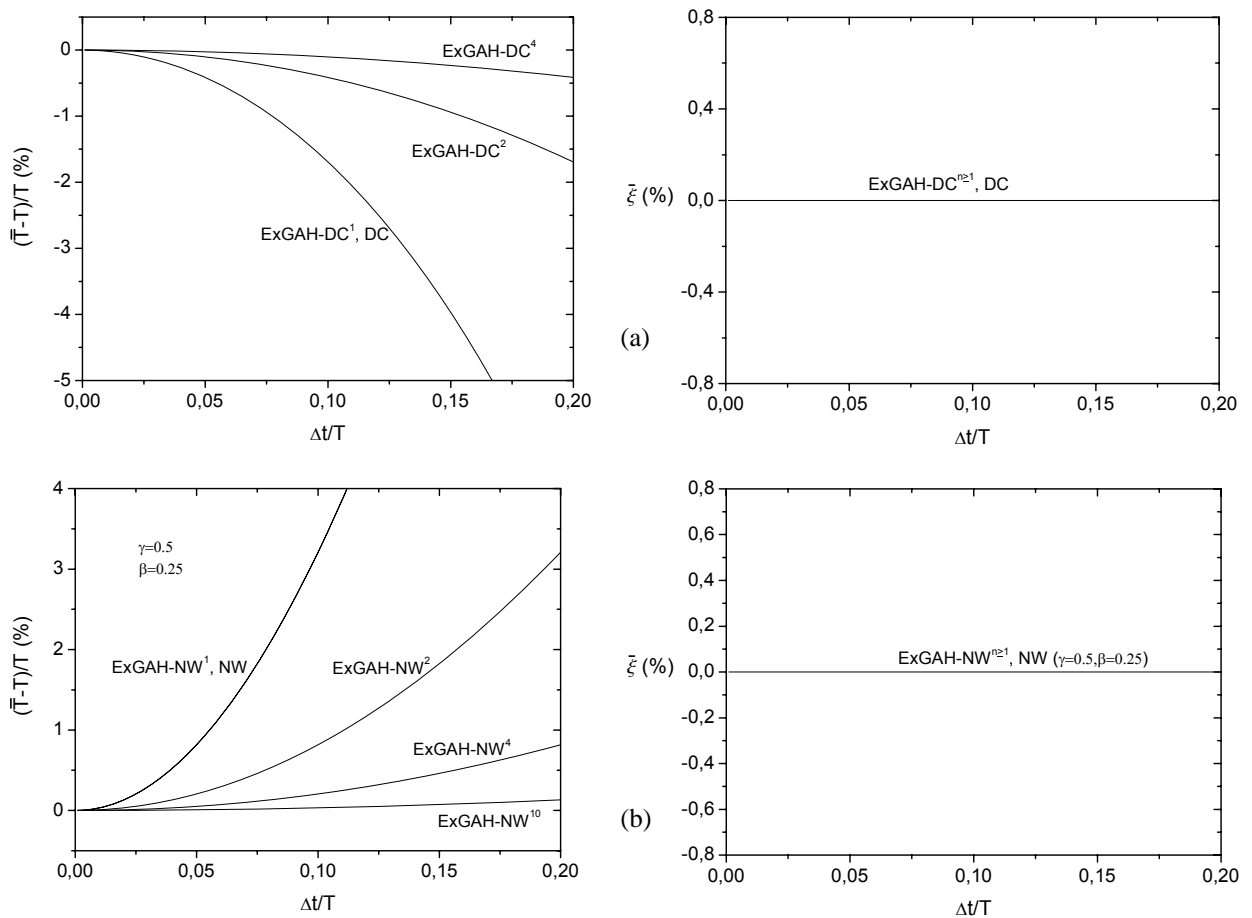 0
-1
-2
-3
-4
-5
(T̄-T)/T (%)
ExGAH-DC⁴
ExGAH-DC²
ExGAH-DC¹, DC
0,00
0,05
0,10
0,15
0,20
Δt/T
(a)
0,8
0,4
0,0
-0,4
-0,8
ξ̄ (%)
ExGAH-DCⁿ≥¹, DC
0,00
0,05
0,10
0,15
0,20
Δt/T
4
3
2
1
0
(T̄-T)/T (%)
γ=0.5
β=0.25
ExGAH-NW¹, NW
ExGAH-NW²
ExGAH-NW⁴
ExGAH-NW¹⁰
0,00
0,05
0,10
0,15
0,20
Δt/T
(b)
0,8
0,6
0,4
0,2
0,0
-0,2
-0,4
-0,6
-0,8
ξ̄ (%)
ExGAH-NWⁿ≥¹, NW (γ=0.5,β=0.25)
0,00
0,05
0,10
0,15
0,20
Δt/T